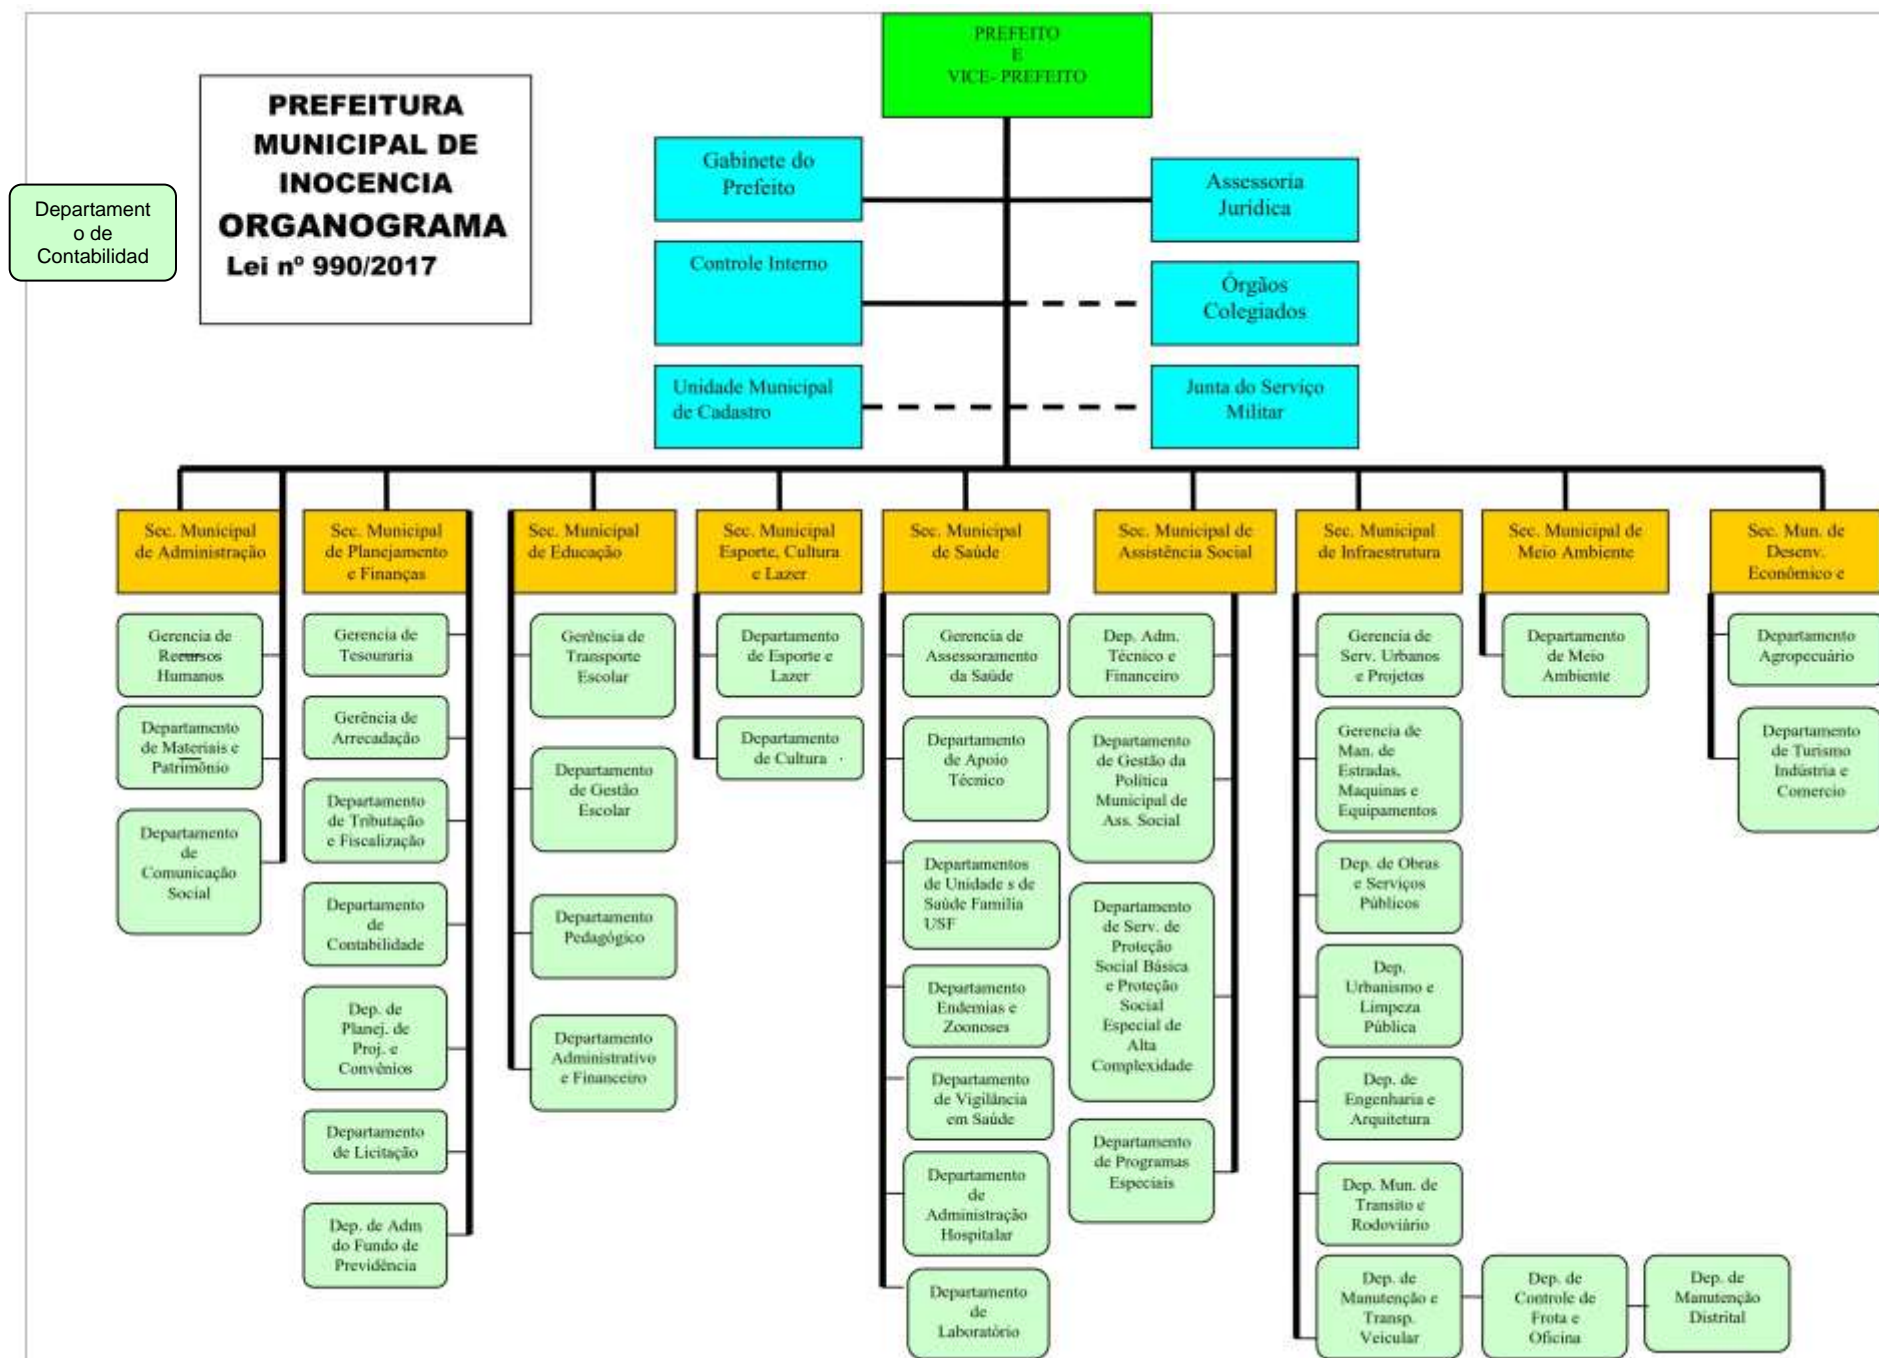 PREFEITO
E
VICE- PREFEITO
PREFEITURA
MUNICIPAL DE
INOCENCIA
ORGANOGRAMA
Lei nº 990/2017
Departament
o de
Contabilidad
Gabinete do
Prefeito
Assessoria
Jurídica
Controle Interno
Órgãos
Colegiados
Unidade Municipal
de Cadastro
Junta do Serviço
Militar
Sec. Municipal
de Administração
Sec. Municipal
de Planejamento
e Finanças
Sec. Municipal
de Educação
Sec. Municipal
Esporte, Cultura
e Lazer
Sec. Municipal
de Saúde
Sec. Municipal de
Assistência Social
Sec. Municipal
de Infraestrutura
Sec. Municipal de
Meio Ambiente
Sec. Mun. de
Desenv.
Econômico e
Gerencia de
Recursos
Humanos
Departamento
de Materiais e
Patrimônio
Departamento
de
Comunicação
Social
Gerencia de
Tesouraria
Gerência de
Arrecadação
Departamento
de Tributação
e Fiscalização
Departamento
de
Contabilidade
Dep. de
Planej. de
Proj. e
Convênios
Departamento
de Licitação
Dep. de Adm
do Fundo de
Previdência
Gerência de
Transporte
Escolar
Departamento
de Gestão
Escolar
Departamento
Pedagógico
Departamento
Administrativo
e Financeiro
Departamento
de Esporte e
Lazer
Departamento
de Cultura .
Gerencia de
Assessoramento
da Saúde
Departamento
de Apoio
Técnico
Departamentos
de Unidade s de
Saúde Familia
USF
Departamento
Endemias e
Zoonoses
Departamento
de Vigilância
em Saúde
Departamento
de
Administração
Hospitalar
Departamento
de
Laboratório
Dep. Adm.
Técnico e
Financeiro
Departamento
de Gestão da
Política
Municipal de
Ass. Social
Departamento
de Serv. de
Proteção
Social Básica
e Proteção
Social
Especial de
Alta
Complexidade
Departamento
de Programas
Especiais
Gerencia de
Serv. Urbanos
e Projetos
Gerencia de
Man. de
Estradas,
Maquinas e
Equipamentos
Dep. de Obras
e Serviços
Públicos
Dep.
Urbanismo e
Limpeza
Pública
Dep. de
Engenharia e
Arquitetura
Dep. Mun. de
Transito e
Rodoviário
Dep. de
Manutenção e
Transp.
Veicular
Dep. de
Controle de
Frota e
Oficina
Dep. de
Manutenção
Distrital
Departamento
de Meio
Ambiente
Departamento
Agropecuário
Departamento
de Turismo
Indústria e
Comercio